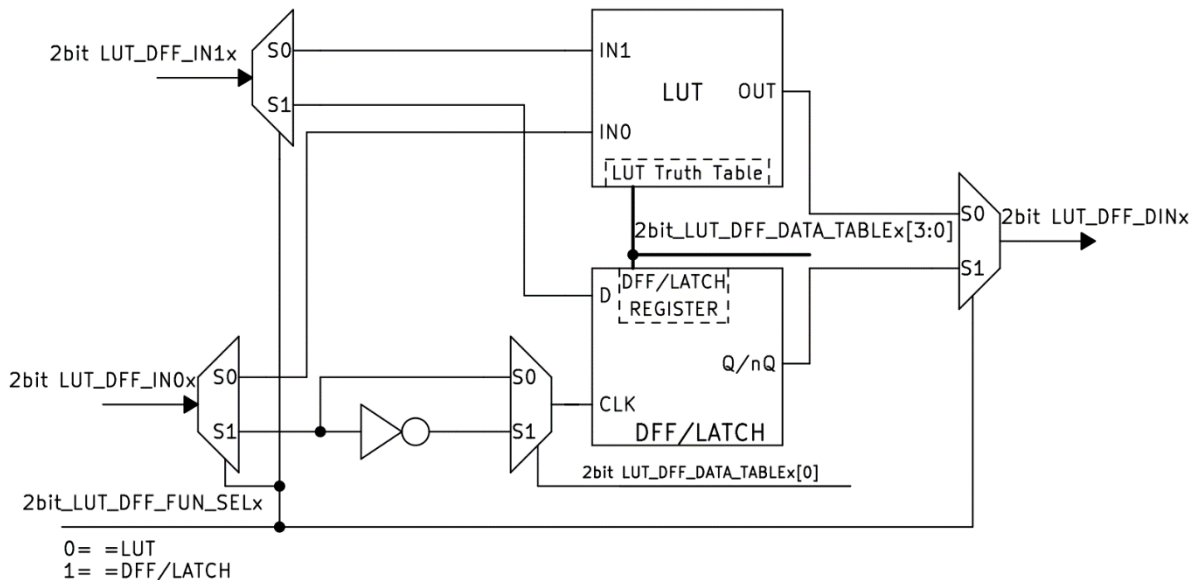 2bit LUT_DFF_IN1x
S0
S1
IN1
LUT
OUT
IN0
LUT Truth Table
2bit_LUT_DFF_DATA_TABLEx[3:0]
S0
S1
2bit LUT_DFF_DINx
D
DFF/LATCH
REGISTER
Q/nQ
CLK
DFF/LATCH
2bit LUT_DFF_IN0x
S0
S1
S0
S1
2bit LUT_DFF_DATA_TABLEx[0]
2bit_LUT_DFF_FUN_SELx
0= =LUT
1= =DFF/LATCH